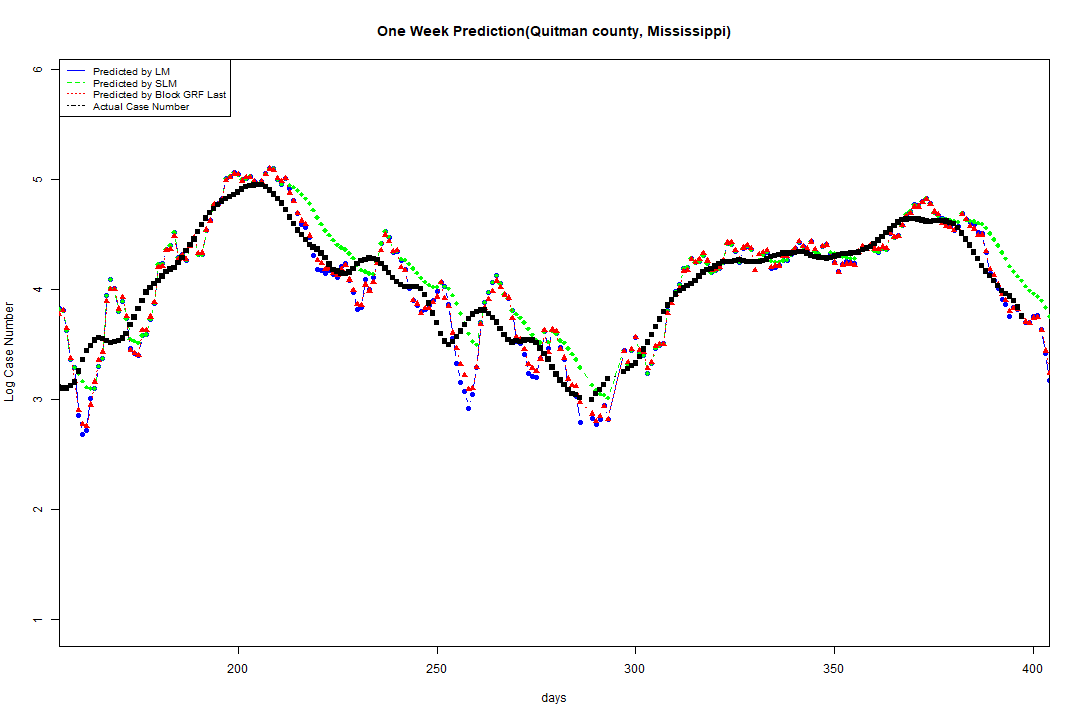 One Week Prediction(Quitman county, Mississippi)
Predicted by LM
Predicted by SLM
Predicted by Block GRF Last
Actual Case Number
6
5
4
3
2
1
Log Case Number
200
250
300
350
400
days